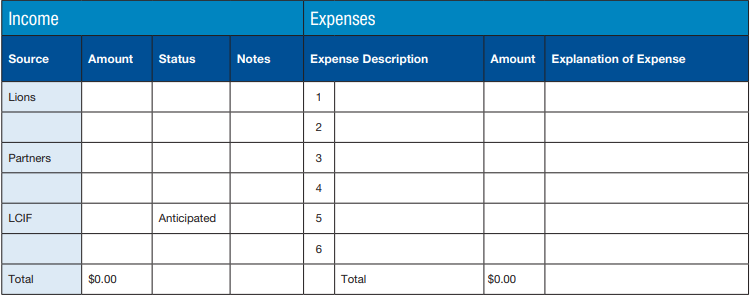 Income Expenses
Source Amount Status Notes Expense Description Amount Explanation of Expense
Lions 1
2
Partners 3
4
LCIF Anticipated 5
6
Total $0.00 Total $0.00